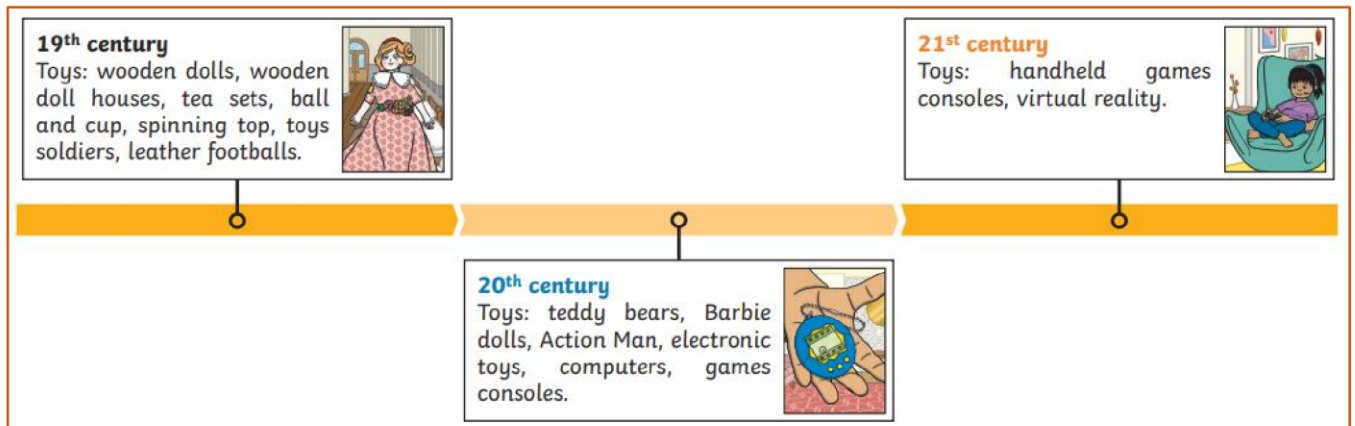 19th century
Toys: wooden dolls, wooden
doll houses, tea sets, ball
and cup, spinning top, toys
soldiers, leather footballs.
20th century
Toys: teddy bears, Barbie
dolls, Action Man, electronic
toys, computers, games
consoles.
21st century
Toys: handheld games
consoles, virtual reality.